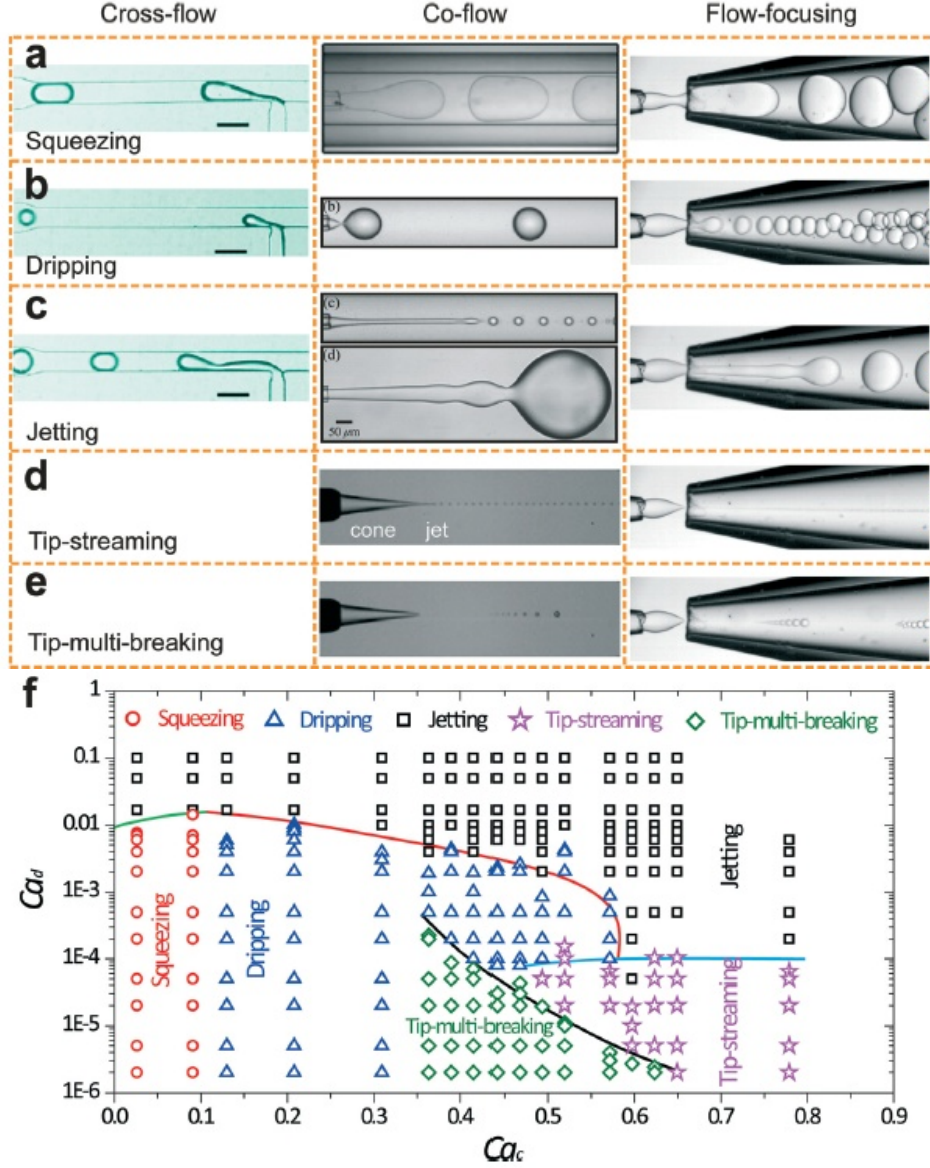 Cross-flow
Co-flow
Flow-focusing
a
Squeezing
b
(b)
Dripping
c
(c)
(d)
50 μm
Jetting
d
cone jet
Tip-streaming
e
Tip-multi-breaking
f
Squeezing
Dripping
Jetting
Tip-streaming
Tip-multi-breaking
1
0.1
0.01
1E-3
1E-4
1E-5
1E-6
Ca_d
Squeezing
Dripping
Tip-multi-breaking
Jetting
Tip-streaming
0.0 0.1 0.2 0.3 0.4 0.5 0.6 0.7 0.8 0.9
Ca_c